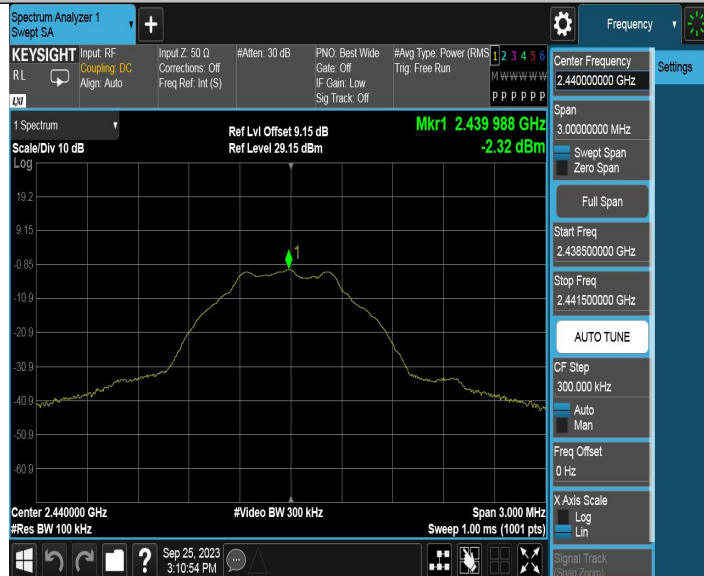 Spectrum Analyzer 1
Swept SA
+
Frequency
KEYSIGHT
RL
LXI
Input: RF
Coupling: DC
Align: Auto
Input Z: 50 Ω
Corrections: Off
Freq Ref: Int (S)
#Atten: 30 dB
PNO: Best Wide
Gate: Off
IF Gain: Low
Sig Track: Off
#Avg Type: Power (RMS
Trig: Free Run
1 2 3 4 5 6
M W W W W W
P P P P P P
Center Frequency
2.440000000 GHz
Settings
Span
3.00000000 MHz
Swept Span
Zero Span
Full Span
Start Freq
2.438500000 GHz
Stop Freq
2.441500000 GHz
AUTO TUNE
CF Step
300.000 kHz
Auto
Man
Freq Offset
0 Hz
X Axis Scale
Log
Lin
Signal Track
(Span Zoom)
1 Spectrum
Scale/Div 10 dB
Log
Ref Lvl Offset 9.15 dB
Ref Level 29.15 dBm
Mkr1 2.439 988 GHz
-2.32 dBm
1
19.2
9.15
-0.85
-10.9
-20.9
-30.9
-40.9
-50.9
-60.9
Center 2.440000 GHz
#Res BW 100 kHz
#Video BW 300 kHz
Span 3.000 MHz
Sweep 1.00 ms (1001 pts)
?
Sep 25, 2023
3:10:54 PM